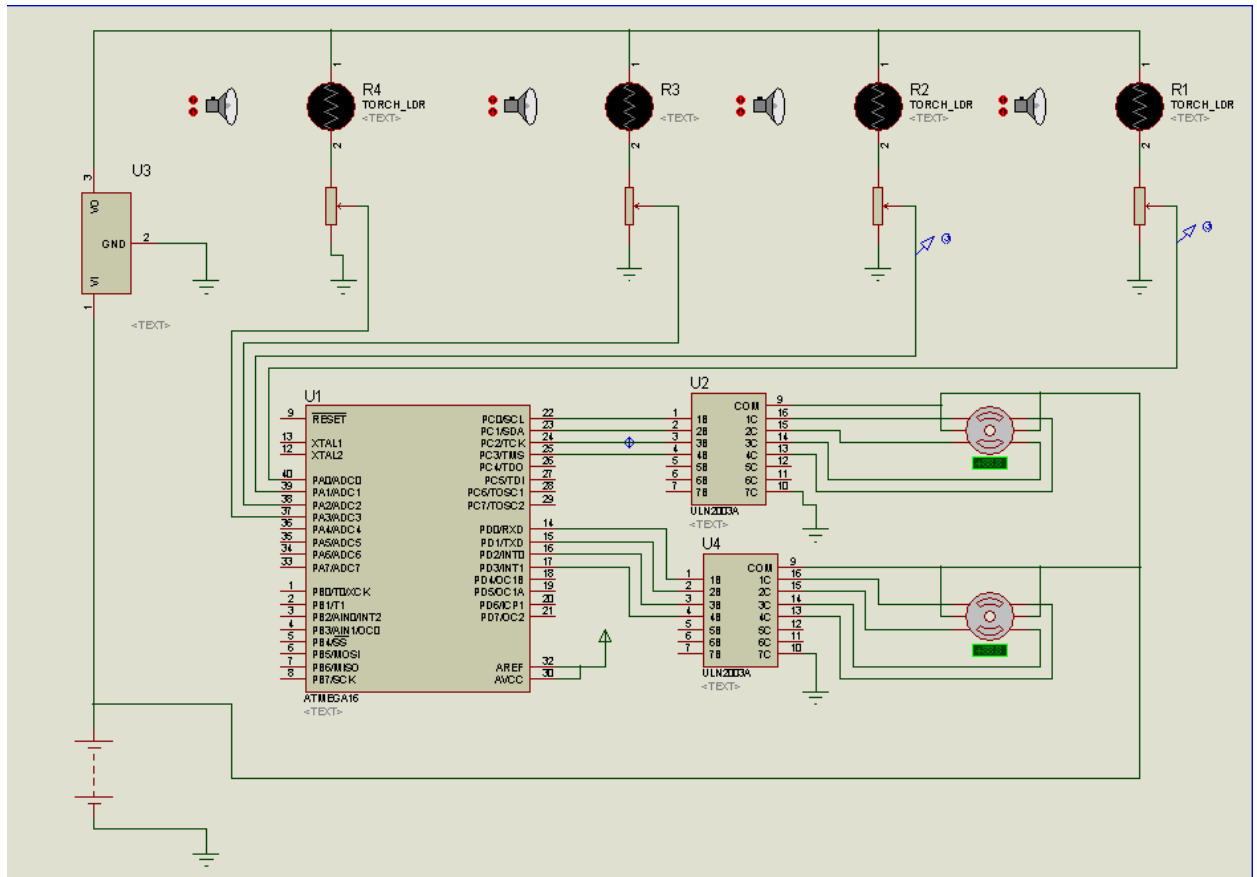 R4
TORCH_LDR
<TEXT>
1
2
R3
<TEXT>
1
2
R2
TORCH_LDR
<TEXT>
1
2
R1
TORCH_LDR
<TEXT>
1
2
U3
3
VO
GND
2
VI
1
<TEXT>
U1
9 RESET
13 XTAL1
12 XTAL2
40 PA0/ADC0
39 PA1/ADC1
38 PA2/ADC2
37 PA3/ADC3
36 PA4/ADC4
35 PA5/ADC5
34 PA6/ADC6
33 PA7/ADC7
1 PB0/T0/XCK
2 PB1/T1
3 PB2/AIN0/INT2
4 PB3/AIN1/OC0
5 PB4/SS
6 PB5/MOSI
7 PB6/MISO
8 PB7/SCK
PC0/SCL 22
PC1/SDA 23
PC2/TCK 24
PC3/TMS 25
PC4/TDO 26
PC5/TDI 27
PC6/TOSC1 28
PC7/TOSC2 29
PD0/RXD 14
PD1/TXD 15
PD2/INT0 16
PD3/INT1 17
PD4/OC1B 18
PD5/OC1A 19
PD6/ICP1 20
PD7/OC2 21
AREF 32
AVCC 30
ATMEGA16
<TEXT>
U2
COM 9
1 1B 1C 16
2 2B 2C 15
3 3B 3C 14
4 4B 4C 13
5 5B 5C 12
6 6B 6C 11
7 7B 7C 10
ULN2003A
<TEXT>
U4
COM 9
1 1B 1C 16
2 2B 2C 15
3 3B 3C 14
4 4B 4C 13
5 5B 5C 12
6 6B 6C 11
7 7B 7C 10
ULN2003A
<TEXT>